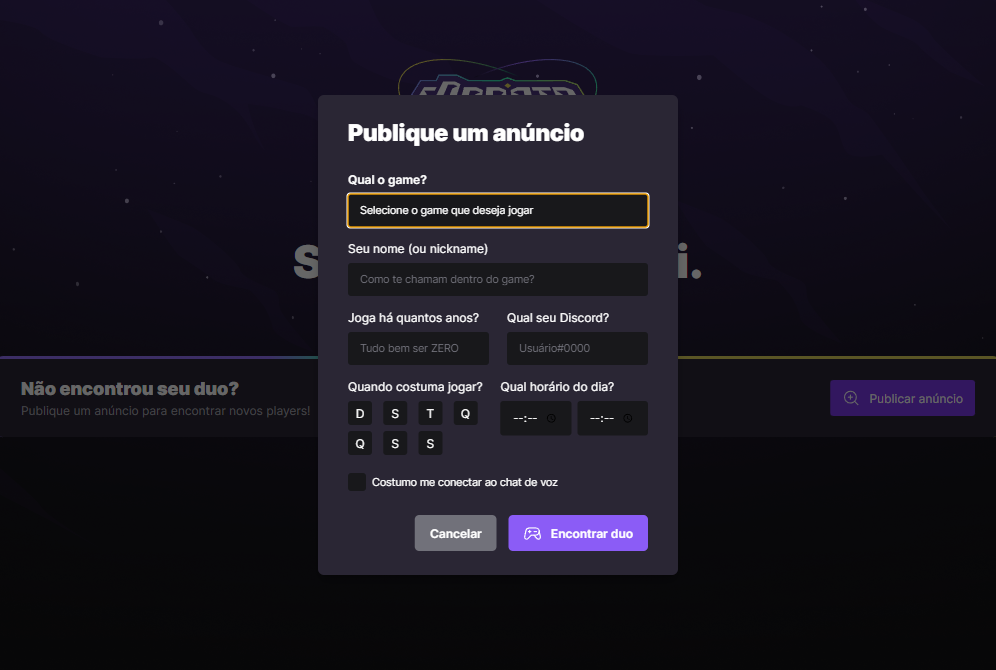 Publique um anúncio
Qual o game?
Selecione o game que deseja jogar
Seu nome (ou nickname)
Como te chamam dentro do game?
Joga há quantos anos? Qual seu Discord?
Tudo bem ser ZERO Usuário#0000
Não encontrou seu duo?
Publique um anúncio para encontrar novos players!
Quando costuma jogar? Qual horário do dia?
D S T Q --:-- --:--
Q S S
Publicar anúncio
Costumo me conectar ao chat de voz
Cancelar Encontrar duo